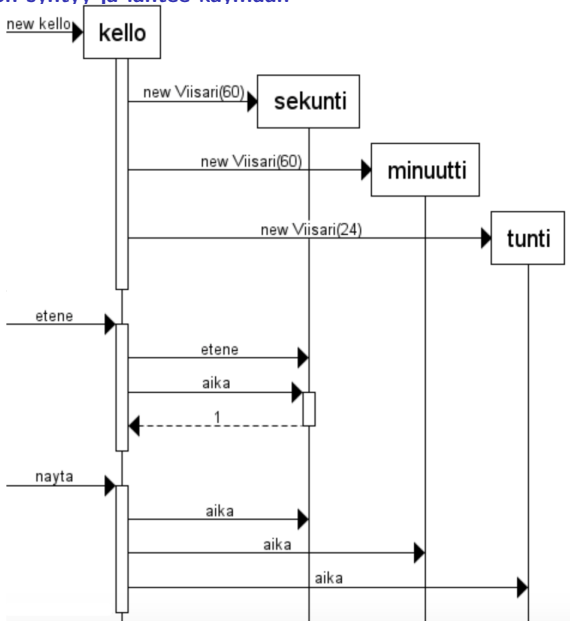 new kello
kello
new Viisari(60)
sekunti
new Viisari(60)
minuutti
new Viisari(24)
tunti
etene
etene
aika
1
nayta
aika
aika
aika